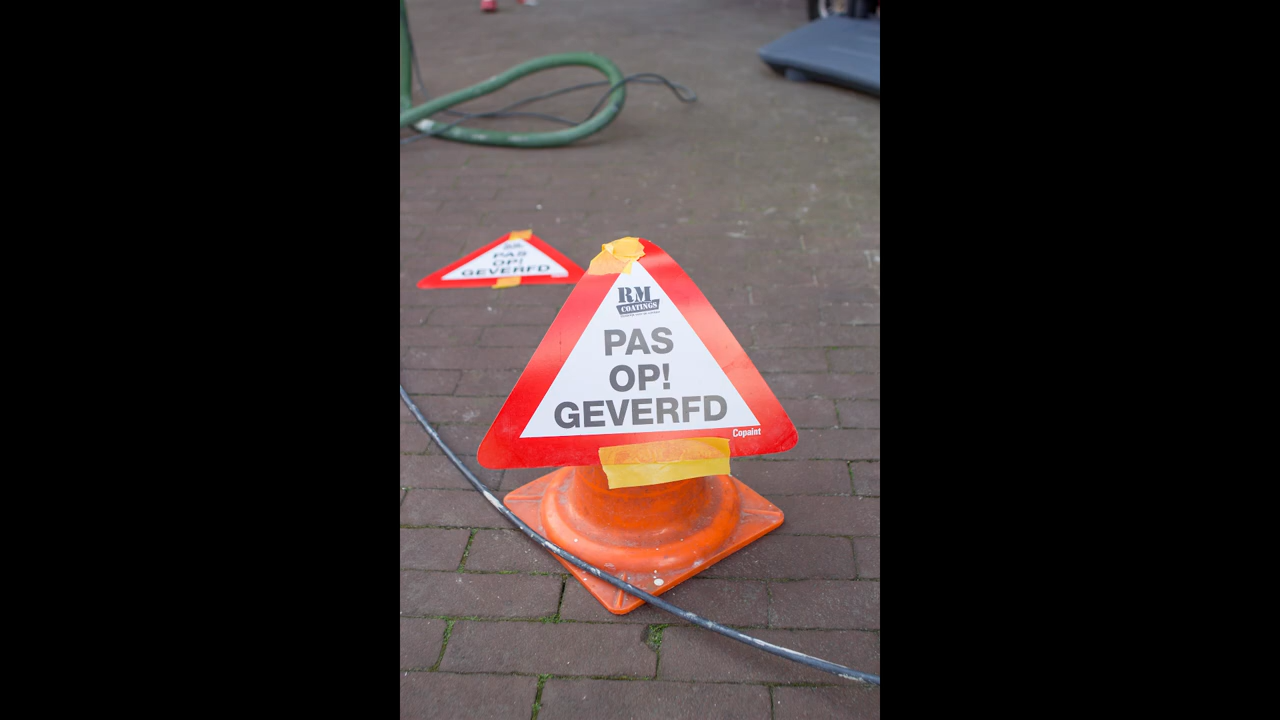 PAS
OP!
GEVERFD
RM
COATINGS
PAS
OP!
GEVERFD
Copaint